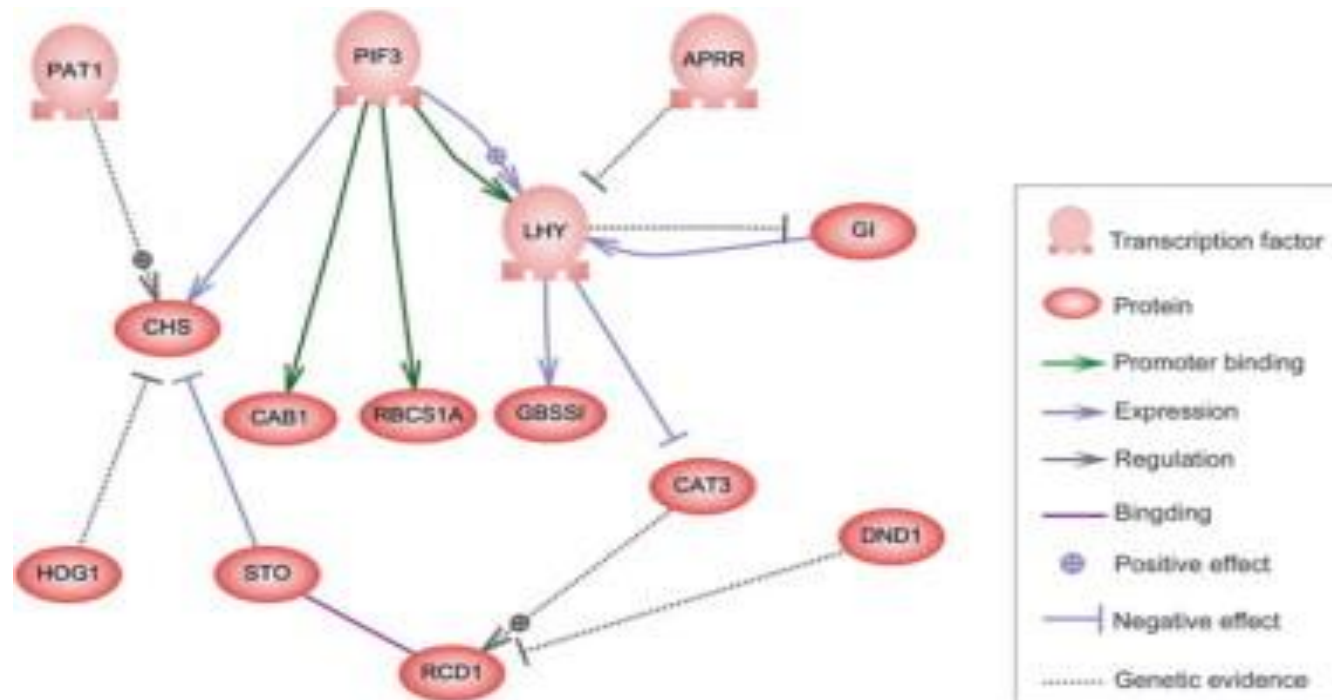 PAT1
PIF3
APRR
LHY
GI
CHS
CAB1
RBCS1A
GBSSI
CAT3
DND1
HOG1
STO
RCD1
Transcription factor
Protein
Promoter binding
Expression
Regulation
Bingding
Positive effect
Negative effect
Genetic evidence